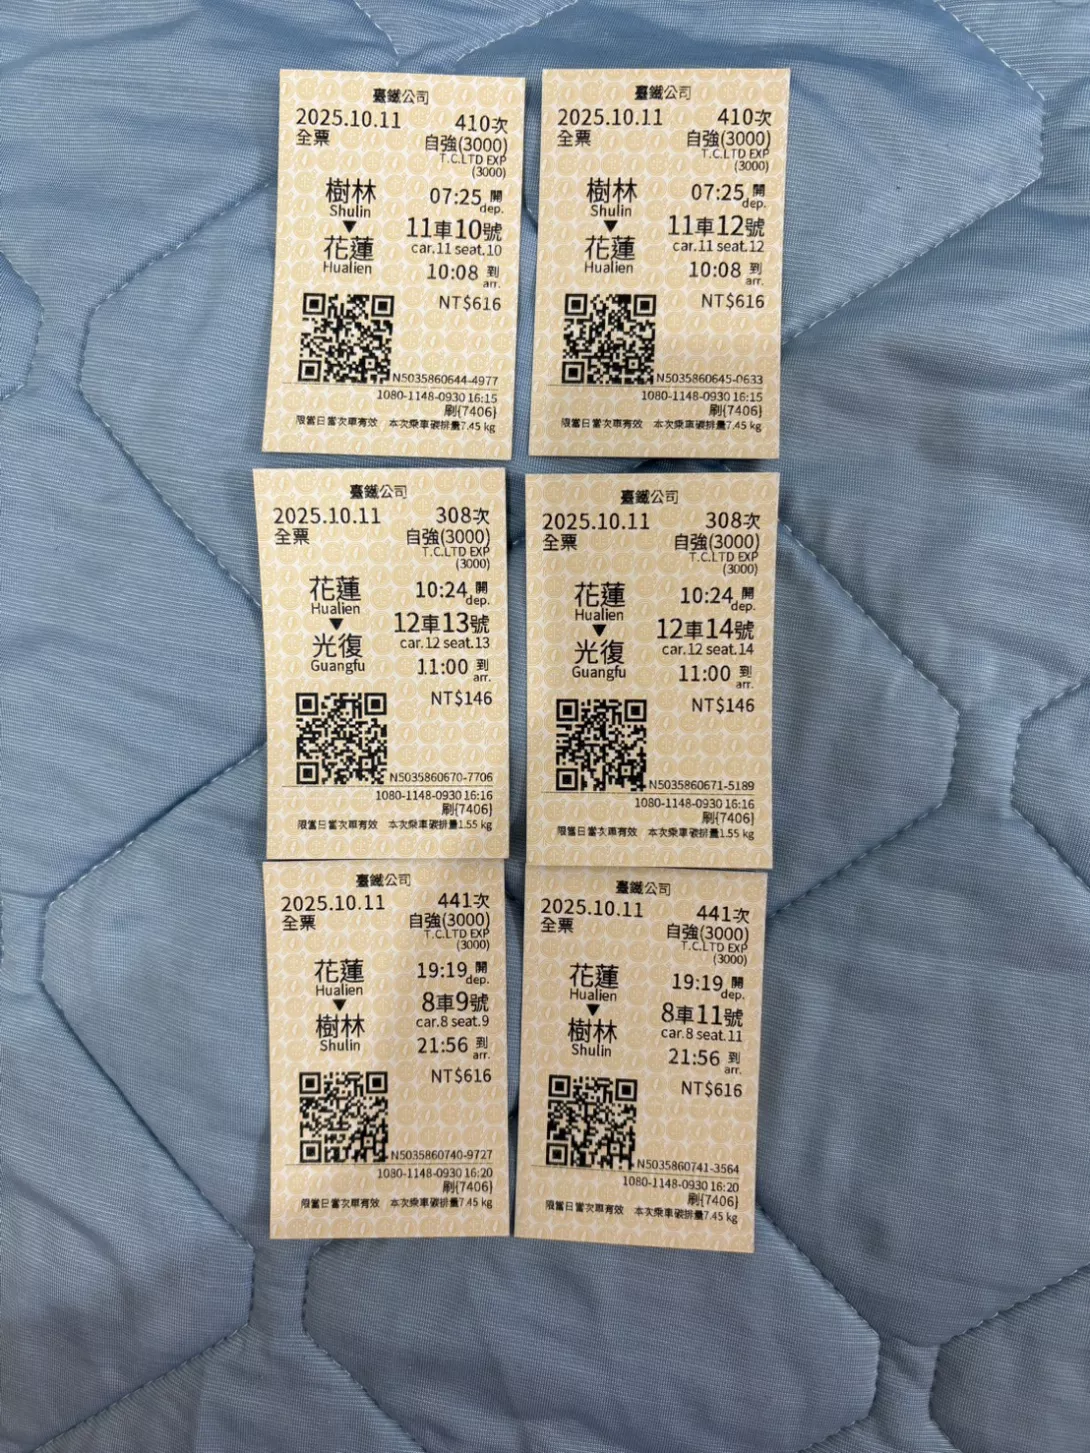 臺鐵公司
2025.10.11 410次
全票 自強(3000)
T.C.LTD EXP
(3000)
樹林 07:25 開
Shulin dep.
▼ 11車10號
花蓮 car.11 seat.10
Hualien 10:08 到
arr.
NT$616
N5035860644-4977
1080-1148-0930 16:15
刷{7406}
限當日當次車有效 本次乘車碳排量7.45 kg
臺鐵公司
2025.10.11 410次
全票 自強(3000)
T.C.LTD EXP
(3000)
樹林 07:25 開
Shulin dep.
▼ 11車12號
花蓮 car.11 seat.12
Hualien 10:08 到
arr.
NT$616
N5035860645-0633
1080-1148-0930 16:15
刷{7406}
限當日當次車有效 本次乘車碳排量7.45 kg
臺鐵公司
2025.10.11 308次
全票 自強(3000)
T.C.LTD EXP
(3000)
花蓮 10:24 開
Hualien dep.
▼ 12車13號
光復 car.12 seat.13
Guangfu 11:00 到
arr.
NT$146
N5035860670-7706
1080-1148-0930 16:16
刷{7406}
限當日當次車有效 本次乘車碳排量1.55 kg
臺鐵公司
2025.10.11 308次
全票 自強(3000)
T.C.LTD EXP
(3000)
花蓮 10:24 開
Hualien dep.
▼ 12車14號
光復 car.12 seat.14
Guangfu 11:00 到
arr.
NT$146
N5035860671-5189
1080-1148-0930 16:16
刷{7406}
限當日當次車有效 本次乘車碳排量1.55 kg
臺鐵公司
2025.10.11 441次
全票 自強(3000)
T.C.LTD EXP
(3000)
花蓮 19:19 開
Hualien dep.
▼ 8車9號
樹林 car.8 seat.9
Shulin 21:56 到
arr.
NT$616
N5035860740-9727
1080-1148-0930 16:20
刷{7406}
限當日當次車有效 本次乘車碳排量7.45 kg
臺鐵公司
2025.10.11 441次
全票 自強(3000)
T.C.LTD EXP
(3000)
花蓮 19:19 開
Hualien dep.
▼ 8車11號
樹林 car.8 seat.11
Shulin 21:56 到
arr.
NT$616
N5035860741-3564
1080-1148-0930 16:20
刷{7406}
限當日當次車有效 本次乘車碳排量7.45 kg